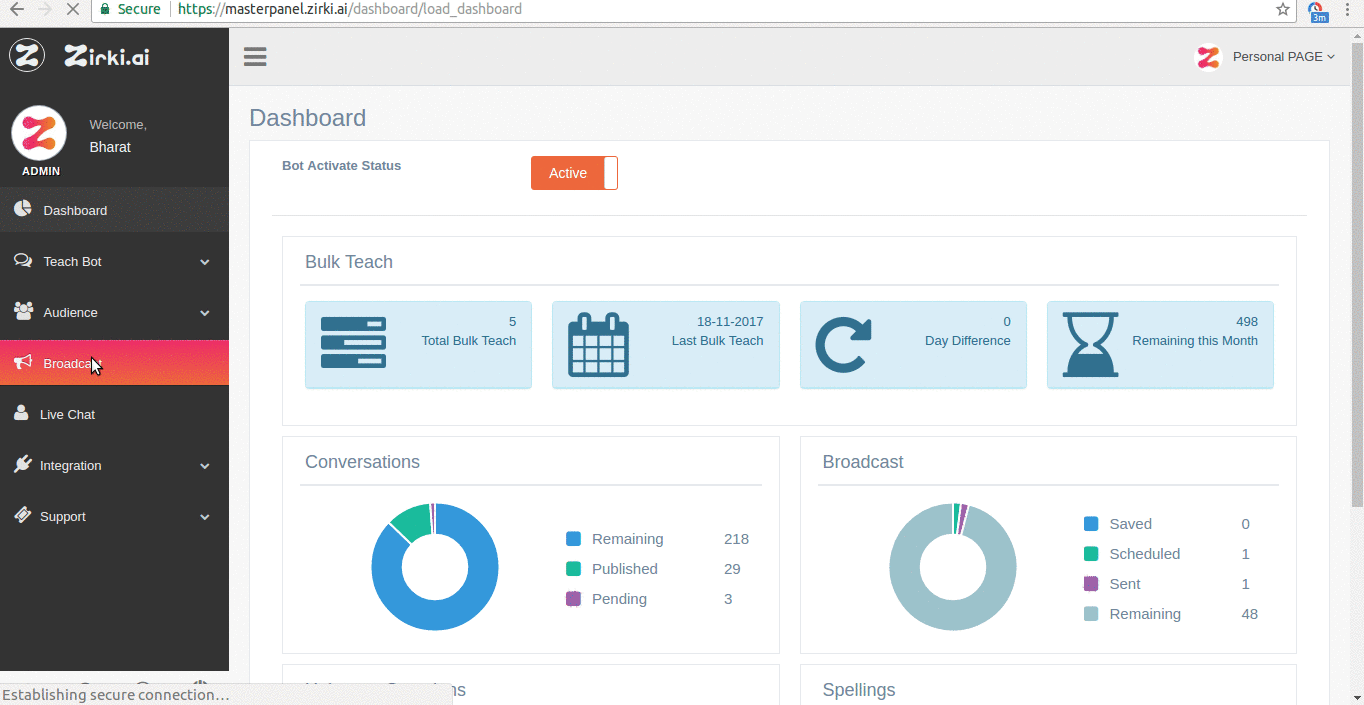 Secure
https://masterpanel.zirki.ai/dashboard/load_dashboard
3m
Zirki.ai
Personal PAGE
Welcome,
Bharat
ADMIN
Dashboard
Teach Bot
Audience
Broadcast
Live Chat
Integration
Support
Establishing secure connection…
Dashboard
Bot Activate Status
Active
Bulk Teach
5
Total Bulk Teach
18-11-2017
Last Bulk Teach
0
Day Difference
498
Remaining this Month
Conversations
Remaining 218
Published 29
Pending 3
Broadcast
Saved 0
Scheduled 1
Sent 1
Remaining 48
Spellings